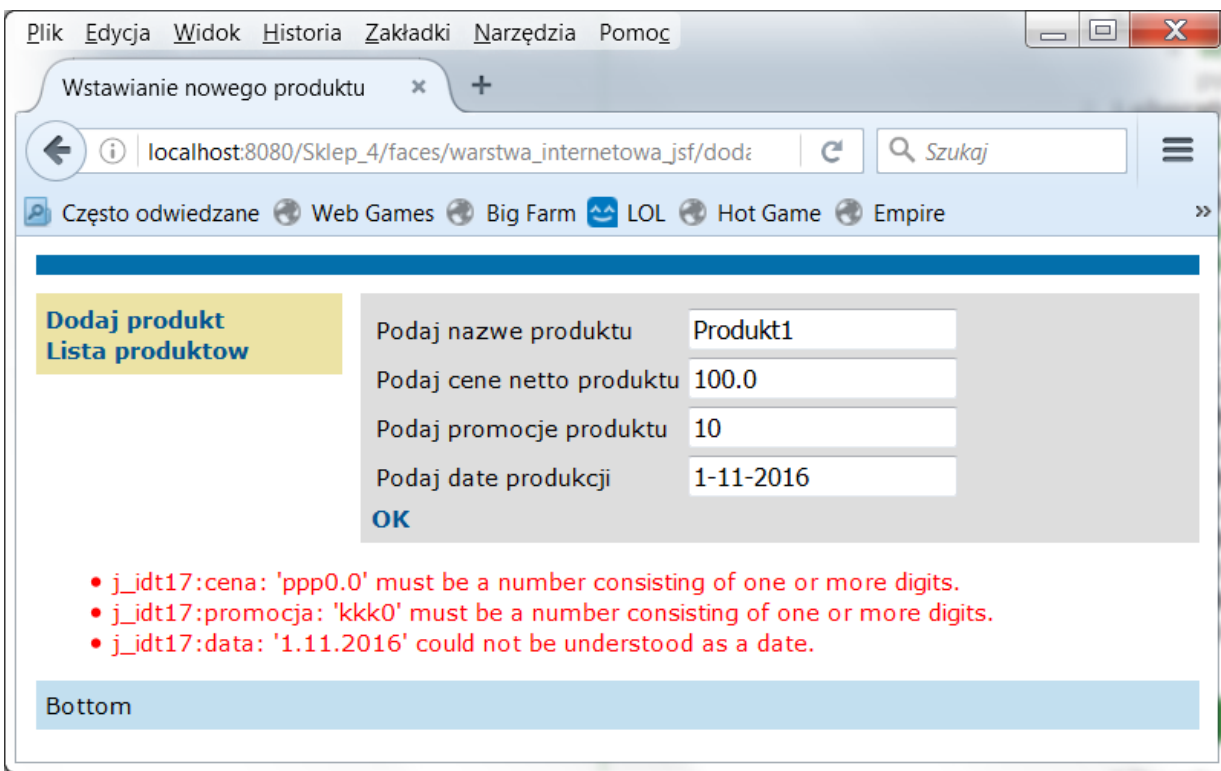 Plik Edycja Widok Historia Zakładki Narzędzia Pomoc
Wstawianie nowego produktu
localhost:8080/Sklep_4/faces/warstwa_internetowa_jsf/doda
Szukaj
Często odwiedzane Web Games Big Farm LOL Hot Game Empire
Dodaj produkt
Lista produktow
Podaj nazwe produktu Produkt1
Podaj cene netto produktu 100.0
Podaj promocje produktu 10
Podaj date produkcji 1-11-2016
OK
j_idt17:cena: 'ppp0.0' must be a number consisting of one or more digits.
j_idt17:promocja: 'kkk0' must be a number consisting of one or more digits.
j_idt17:data: '1.11.2016' could not be understood as a date.
Bottom